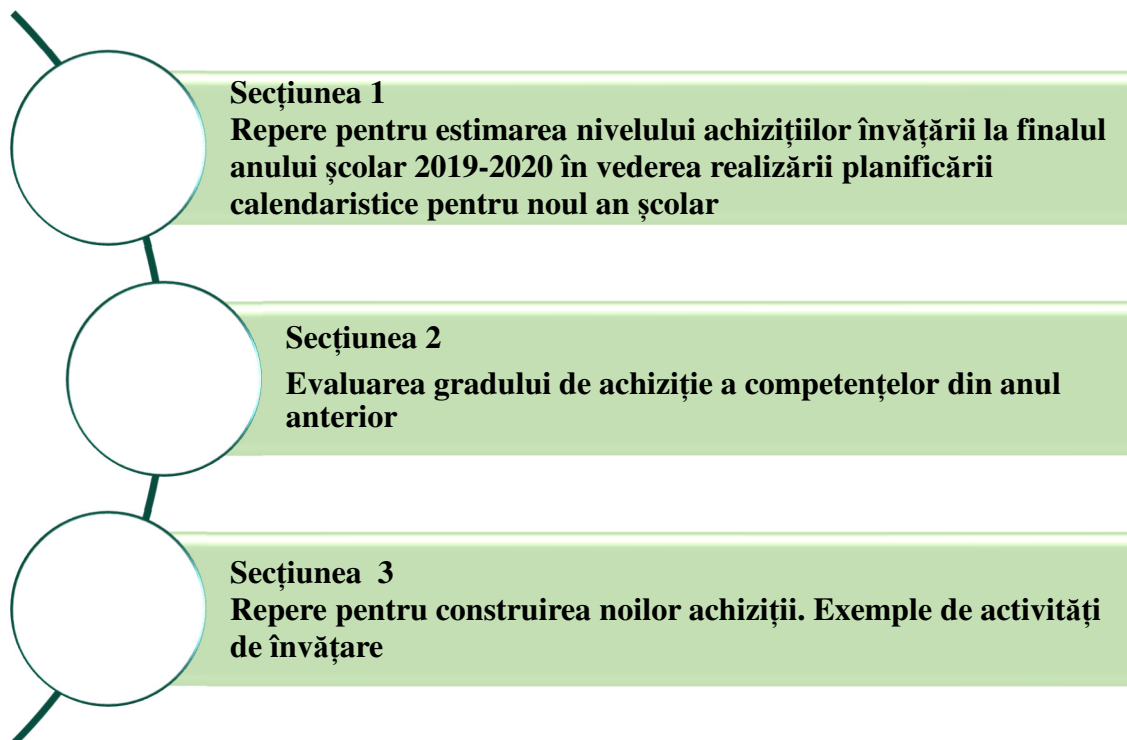 Secțiunea 1
Repere pentru estimarea nivelului achizițiilor învățării la finalul
anului școlar 2019-2020 în vederea realizării planificării
calendaristice pentru noul an școlar
Secțiunea 2
Evaluarea gradului de achiziție a competențelor din anul
anterior
Secțiunea 3
Repere pentru construirea noilor achiziții. Exemple de activități
de învățare